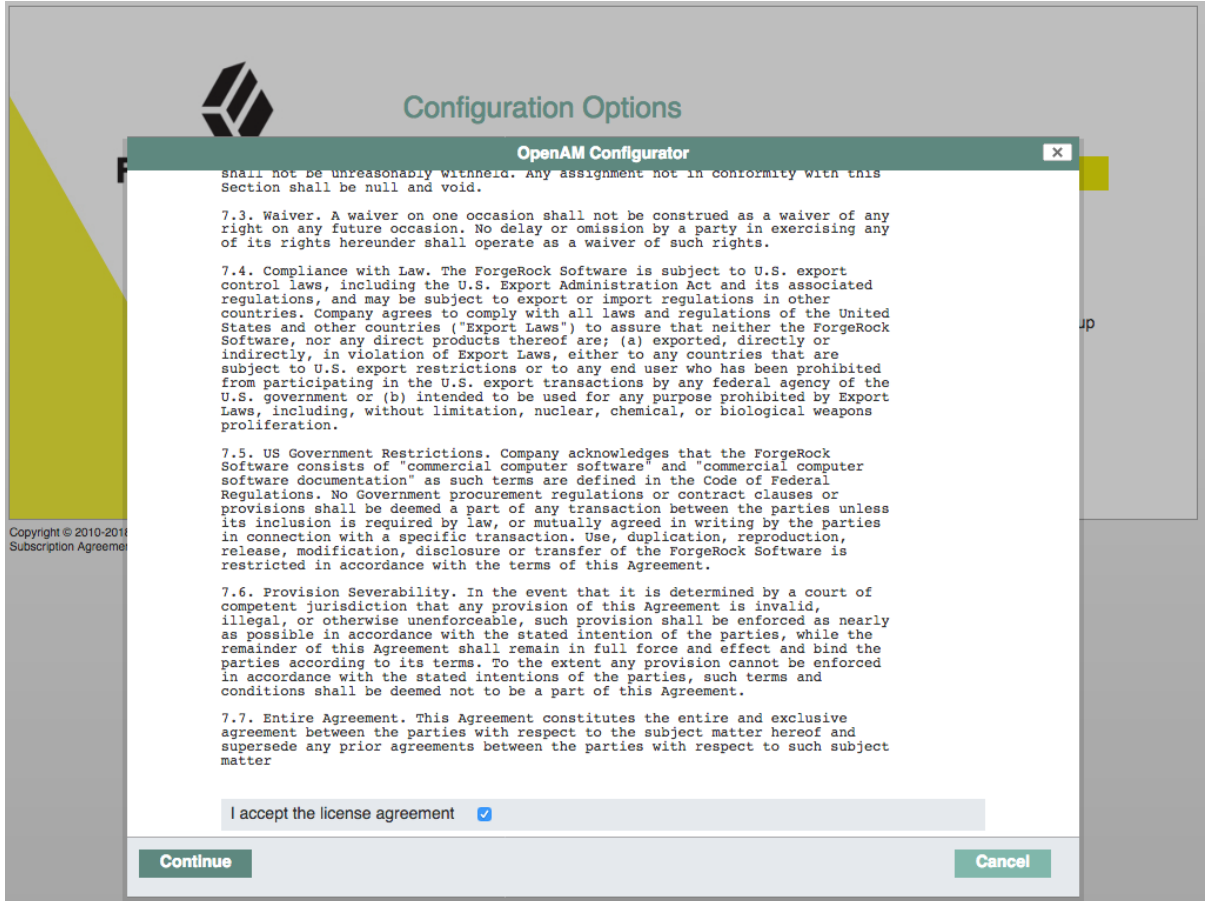 Configuration Options
F
OpenAM Configurator
shall not be unreasonably withheld. Any assignment not in conformity with this
Section shall be null and void.
7.3. Waiver. A waiver on one occasion shall not be construed as a waiver of any
right on any future occasion. No delay or omission by a party in exercising any
of its rights hereunder shall operate as a waiver of such rights.
7.4. Compliance with Law. The ForgeRock Software is subject to U.S. export
control laws, including the U.S. Export Administration Act and its associated
regulations, and may be subject to export or import regulations in other
countries. Company agrees to comply with all laws and regulations of the United
States and other countries ("Export Laws") to assure that neither the ForgeRock
Software, nor any direct products thereof are; (a) exported, directly or
indirectly, in violation of Export Laws, either to any countries that are
subject to U.S. export restrictions or to any end user who has been prohibited
from participating in the U.S. export transactions by any federal agency of the
U.S. government or (b) intended to be used for any purpose prohibited by Export
Laws, including, without limitation, nuclear, chemical, or biological weapons
proliferation.
up
7.5. US Government Restrictions. Company acknowledges that the ForgeRock
Software consists of "commercial computer software" and "commercial computer
software documentation" as such terms are defined in the Code of Federal
Regulations. No Government procurement regulations or contract clauses or
provisions shall be deemed a part of any transaction between the parties unless
its inclusion is required by law, or mutually agreed in writing by the parties
in connection with a specific transaction. Use, duplication, reproduction,
release, modification, disclosure or transfer of the ForgeRock Software is
restricted in accordance with the terms of this Agreement.
Copyright © 2010-2018
Subscription Agreemen
7.6. Provision Severability. In the event that it is determined by a court of
competent jurisdiction that any provision of this Agreement is invalid,
illegal, or otherwise unenforceable, such provision shall be enforced as nearly
as possible in accordance with the stated intention of the parties, while the
remainder of this Agreement shall remain in full force and effect and bind the
parties according to its terms. To the extent any provision cannot be enforced
in accordance with the stated intentions of the parties, such terms and
conditions shall be deemed not to be a part of this Agreement.
7.7. Entire Agreement. This Agreement constitutes the entire and exclusive
agreement between the parties with respect to the subject matter hereof and
supersede any prior agreements between the parties with respect to such subject
matter
I accept the license agreement
Continue
Cancel